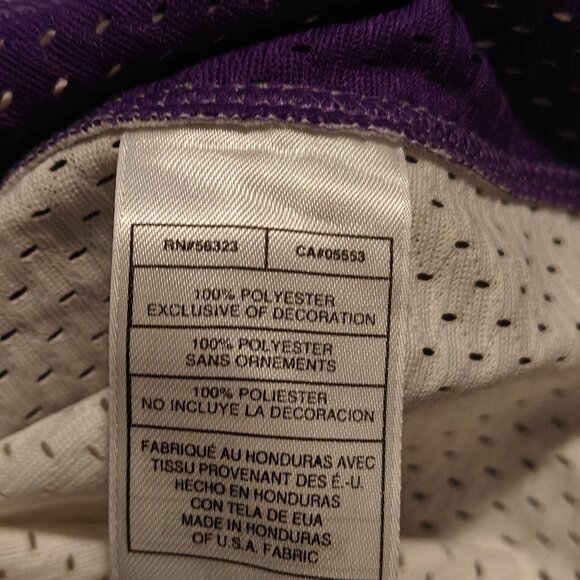 RN#56323 CA#05553
100% POLYESTER
EXCLUSIVE OF DECORATION
100% POLYESTER
SANS ORNEMENTS
100% POLIESTER
NO INCLUYE LA DECORACION
FABRIQUÉ AU HONDURAS AVEC
TISSU PROVENANT DES É.-U.
HECHO EN HONDURAS
CON TELA DE EUA
MADE IN HONDURAS
OF U.S.A. FABRIC